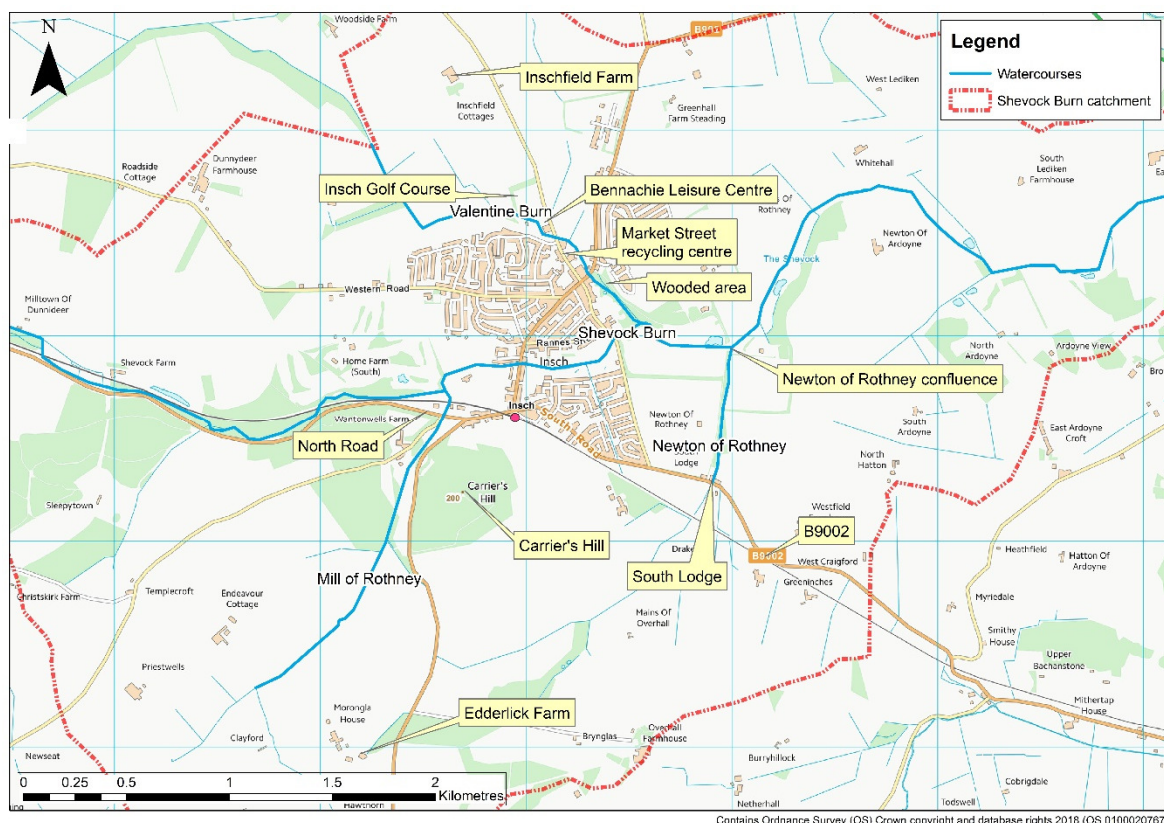 Woodside Farm
N
B9
Legend
Watercourses
Shevock Burn catchment
Inschfield Farm
West Lediken
Inschfield
Cottages
Greenhall
Farm Steading
Whitehall
Roadside
Cottage
Dunnydeer
Farmhouse
South
Lediken
Farmhouse
Ea
Insch Golf Course
Bennachie Leisure Centre
Of
Rothney
Valentine Burn
Market Street
recycling centre
Newton Of
Ardoyne
The Shevock
Western Road
Wooded area
Milltown Of
Dunnideer
Shevock Burn
Rannes St
Insch
North
Ardoyne
Ardoyne View
Shevock Farm
Home Farm
(South)
Bro
Newton of Rothney confluence
Wantonwells Farm
Insch
South Road
Newton Of
Rothney
South
Ardoyne
East Ardoyne
Croft
North Road
Newton of Rothney
Lodge
North
Hatton
Carrier's
Hill
200
Sleepytown
Westfield
B9002
Carrier's Hill
Drake
B9002
West Craigford
Heathfield
Hatton Of
Ardoyne
South Lodge
Greeninches
Mill of Rothney
Christskirk Farm
Templecroft
Endeavour
Cottage
Myriedale
Mains Of
Overhall
Smithy
House
Upper
Bachanstone
Priestwells
Mithertap
House
Morongla
House
Edderlick Farm
Clayford
Brynglas
Overhall
Farmhouse
Newseat
Burryhillock
0 0.25 0.5 1 1.5 2
Kilometres
Cobrigdale
Hawthorn
Netherhall
Todswell
Contains Ordnance Survey (OS) Crown copyright and database rights 2018 (OS 0100020767